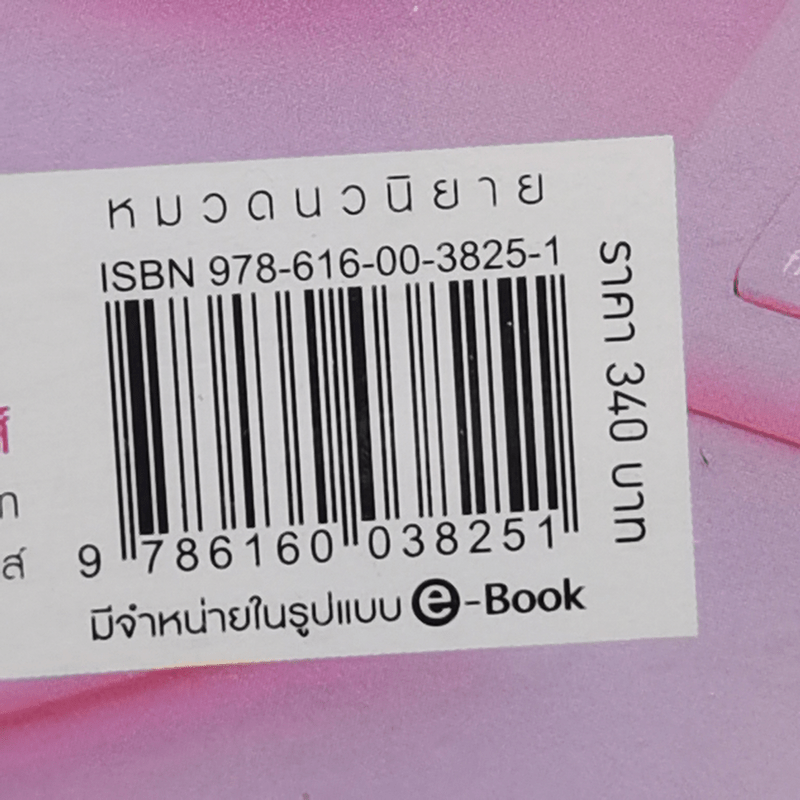 หมวดนวนิยาย
ISBN 978-616-00-3825-1
9 786160 038251
ราคา 340 บาท
มีจำหน่ายในรูปแบบ e-Book